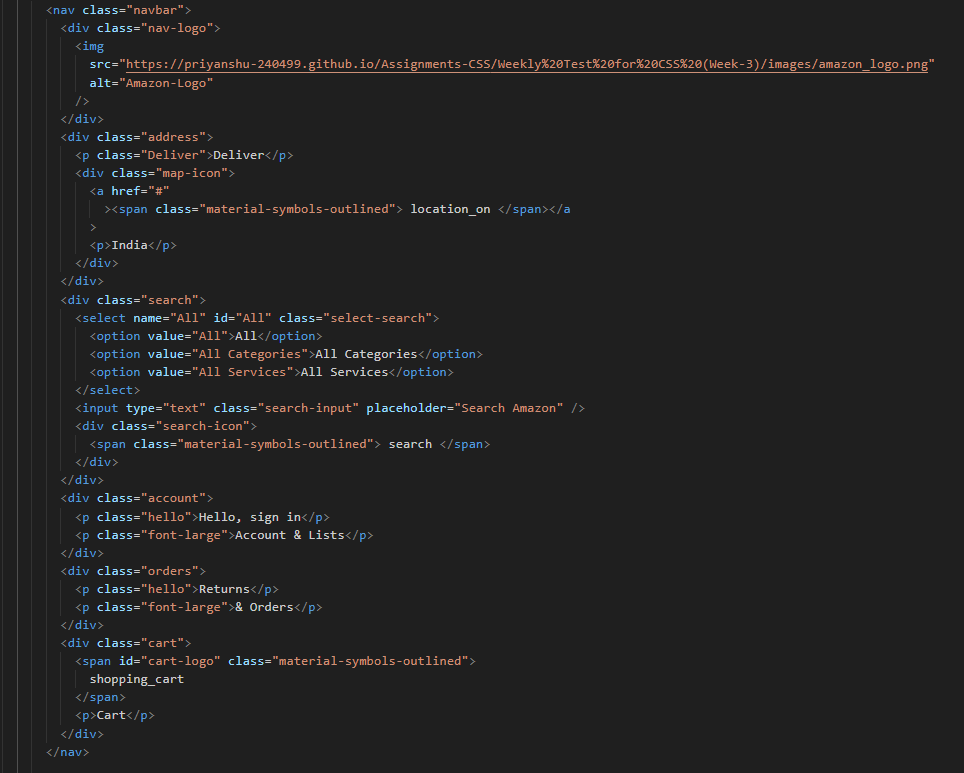 <nav class="navbar">
<div class="nav-logo">
<img
src="https://priyanshu-240499.github.io/Assignments-CSS/Weekly%20Test%20for%20CSS%20(Week-3)/images/amazon_logo.png"
alt="Amazon-Logo"
/>
</div>
<div class="address">
<p class="Deliver">Deliver</p>
<div class="map-icon">
<a href="#"
><span class="material-symbols-outlined"> location_on </span></a
>
<p>India</p>
</div>
</div>
<div class="search">
<select name="All" id="All" class="select-search">
<option value="All">All</option>
<option value="All Categories">All Categories</option>
<option value="All Services">All Services</option>
</select>
<input type="text" class="search-input" placeholder="Search Amazon" />
<div class="search-icon">
<span class="material-symbols-outlined"> search </span>
</div>
</div>
<div class="account">
<p class="hello">Hello, sign in</p>
<p class="font-large">Account & Lists</p>
</div>
<div class="orders">
<p class="hello">Returns</p>
<p class="font-large">& Orders</p>
</div>
<div class="cart">
<span id="cart-logo" class="material-symbols-outlined">
shopping_cart
</span>
<p>Cart</p>
</div>
</nav>